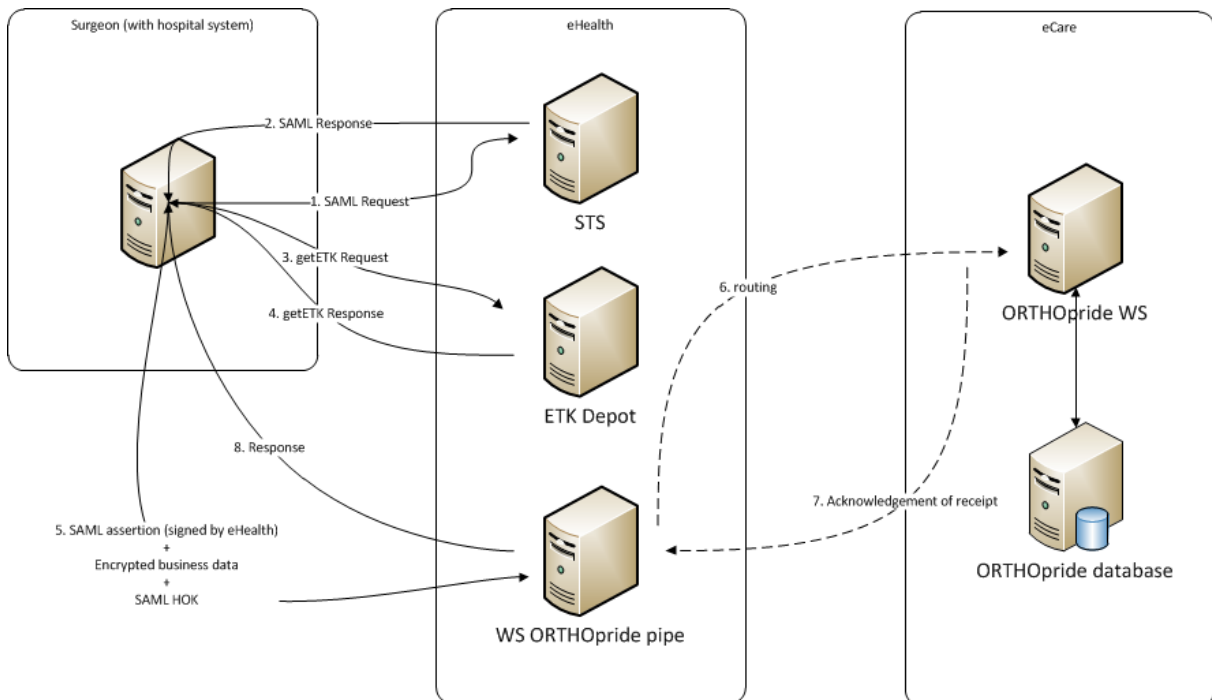 Surgeon (with hospital system)
eHealth
eCare
2. SAML Response
1. SAML Request
STS
3. getETK Request
4. getETK Response
ETK Depot
6. routing
ORTHOpride WS
8. Response
7. Acknowledgement of receipt
5. SAML assertion (signed by eHealth)
+
Encrypted business data
+
SAML HOK
WS ORTHOpride pipe
ORTHOpride database